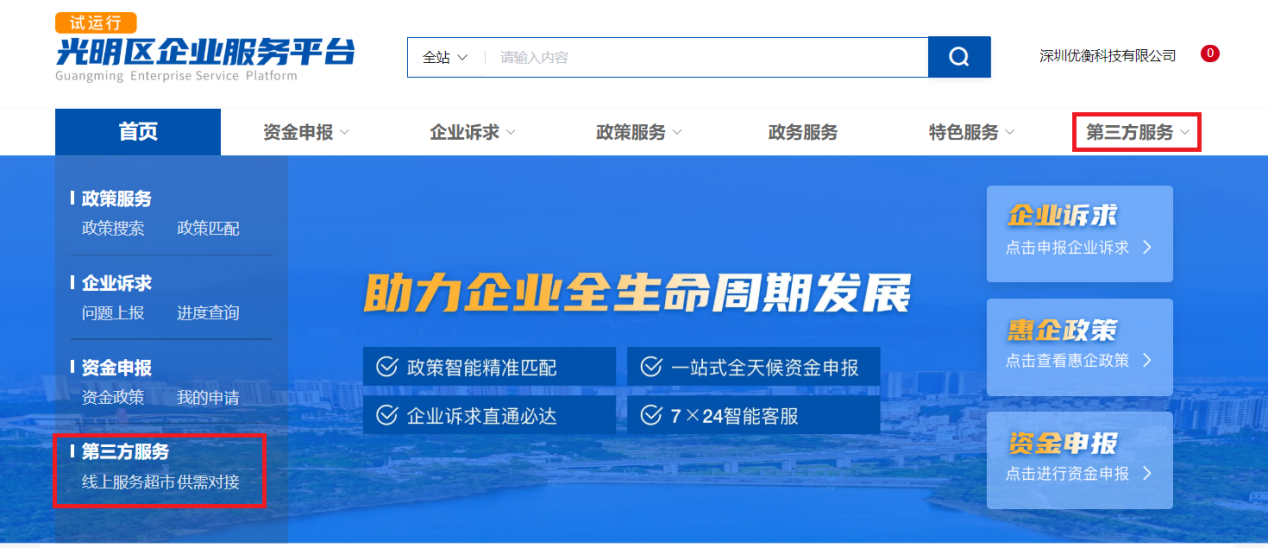 试运行
光明区企业服务平台
Guangming Enterprise Service Platform
全站 请输入内容
深圳优衡科技有限公司 0
首页 资金申报 企业诉求 政策服务 政务服务 特色服务 第三方服务
政策服务
政策搜索 政策匹配
企业诉求
问题上报 进度查询
资金申报
资金政策 我的申请
第三方服务
线上服务超市 供需对接
助力企业全生命周期发展
政策智能精准匹配 一站式全天候资金申报
企业诉求直通必达 7×24智能客服
企业诉求
点击申报企业诉求
惠企政策
点击查看惠企政策
资金申报
点击进行资金申报